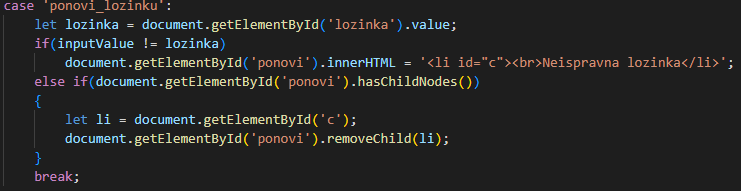 case 'ponovi_lozinku':
    let lozinka = document.getElementById('lozinka').value;
    if(inputValue != lozinka)
        document.getElementById('ponovi').innerHTML = '<li id="c"><br>Neispravna lozinka</li>';
    else if(document.getElementById('ponovi').hasChildNodes())
    {
        let li = document.getElementById('c');
        document.getElementById('ponovi').removeChild(li);
    }
    break;